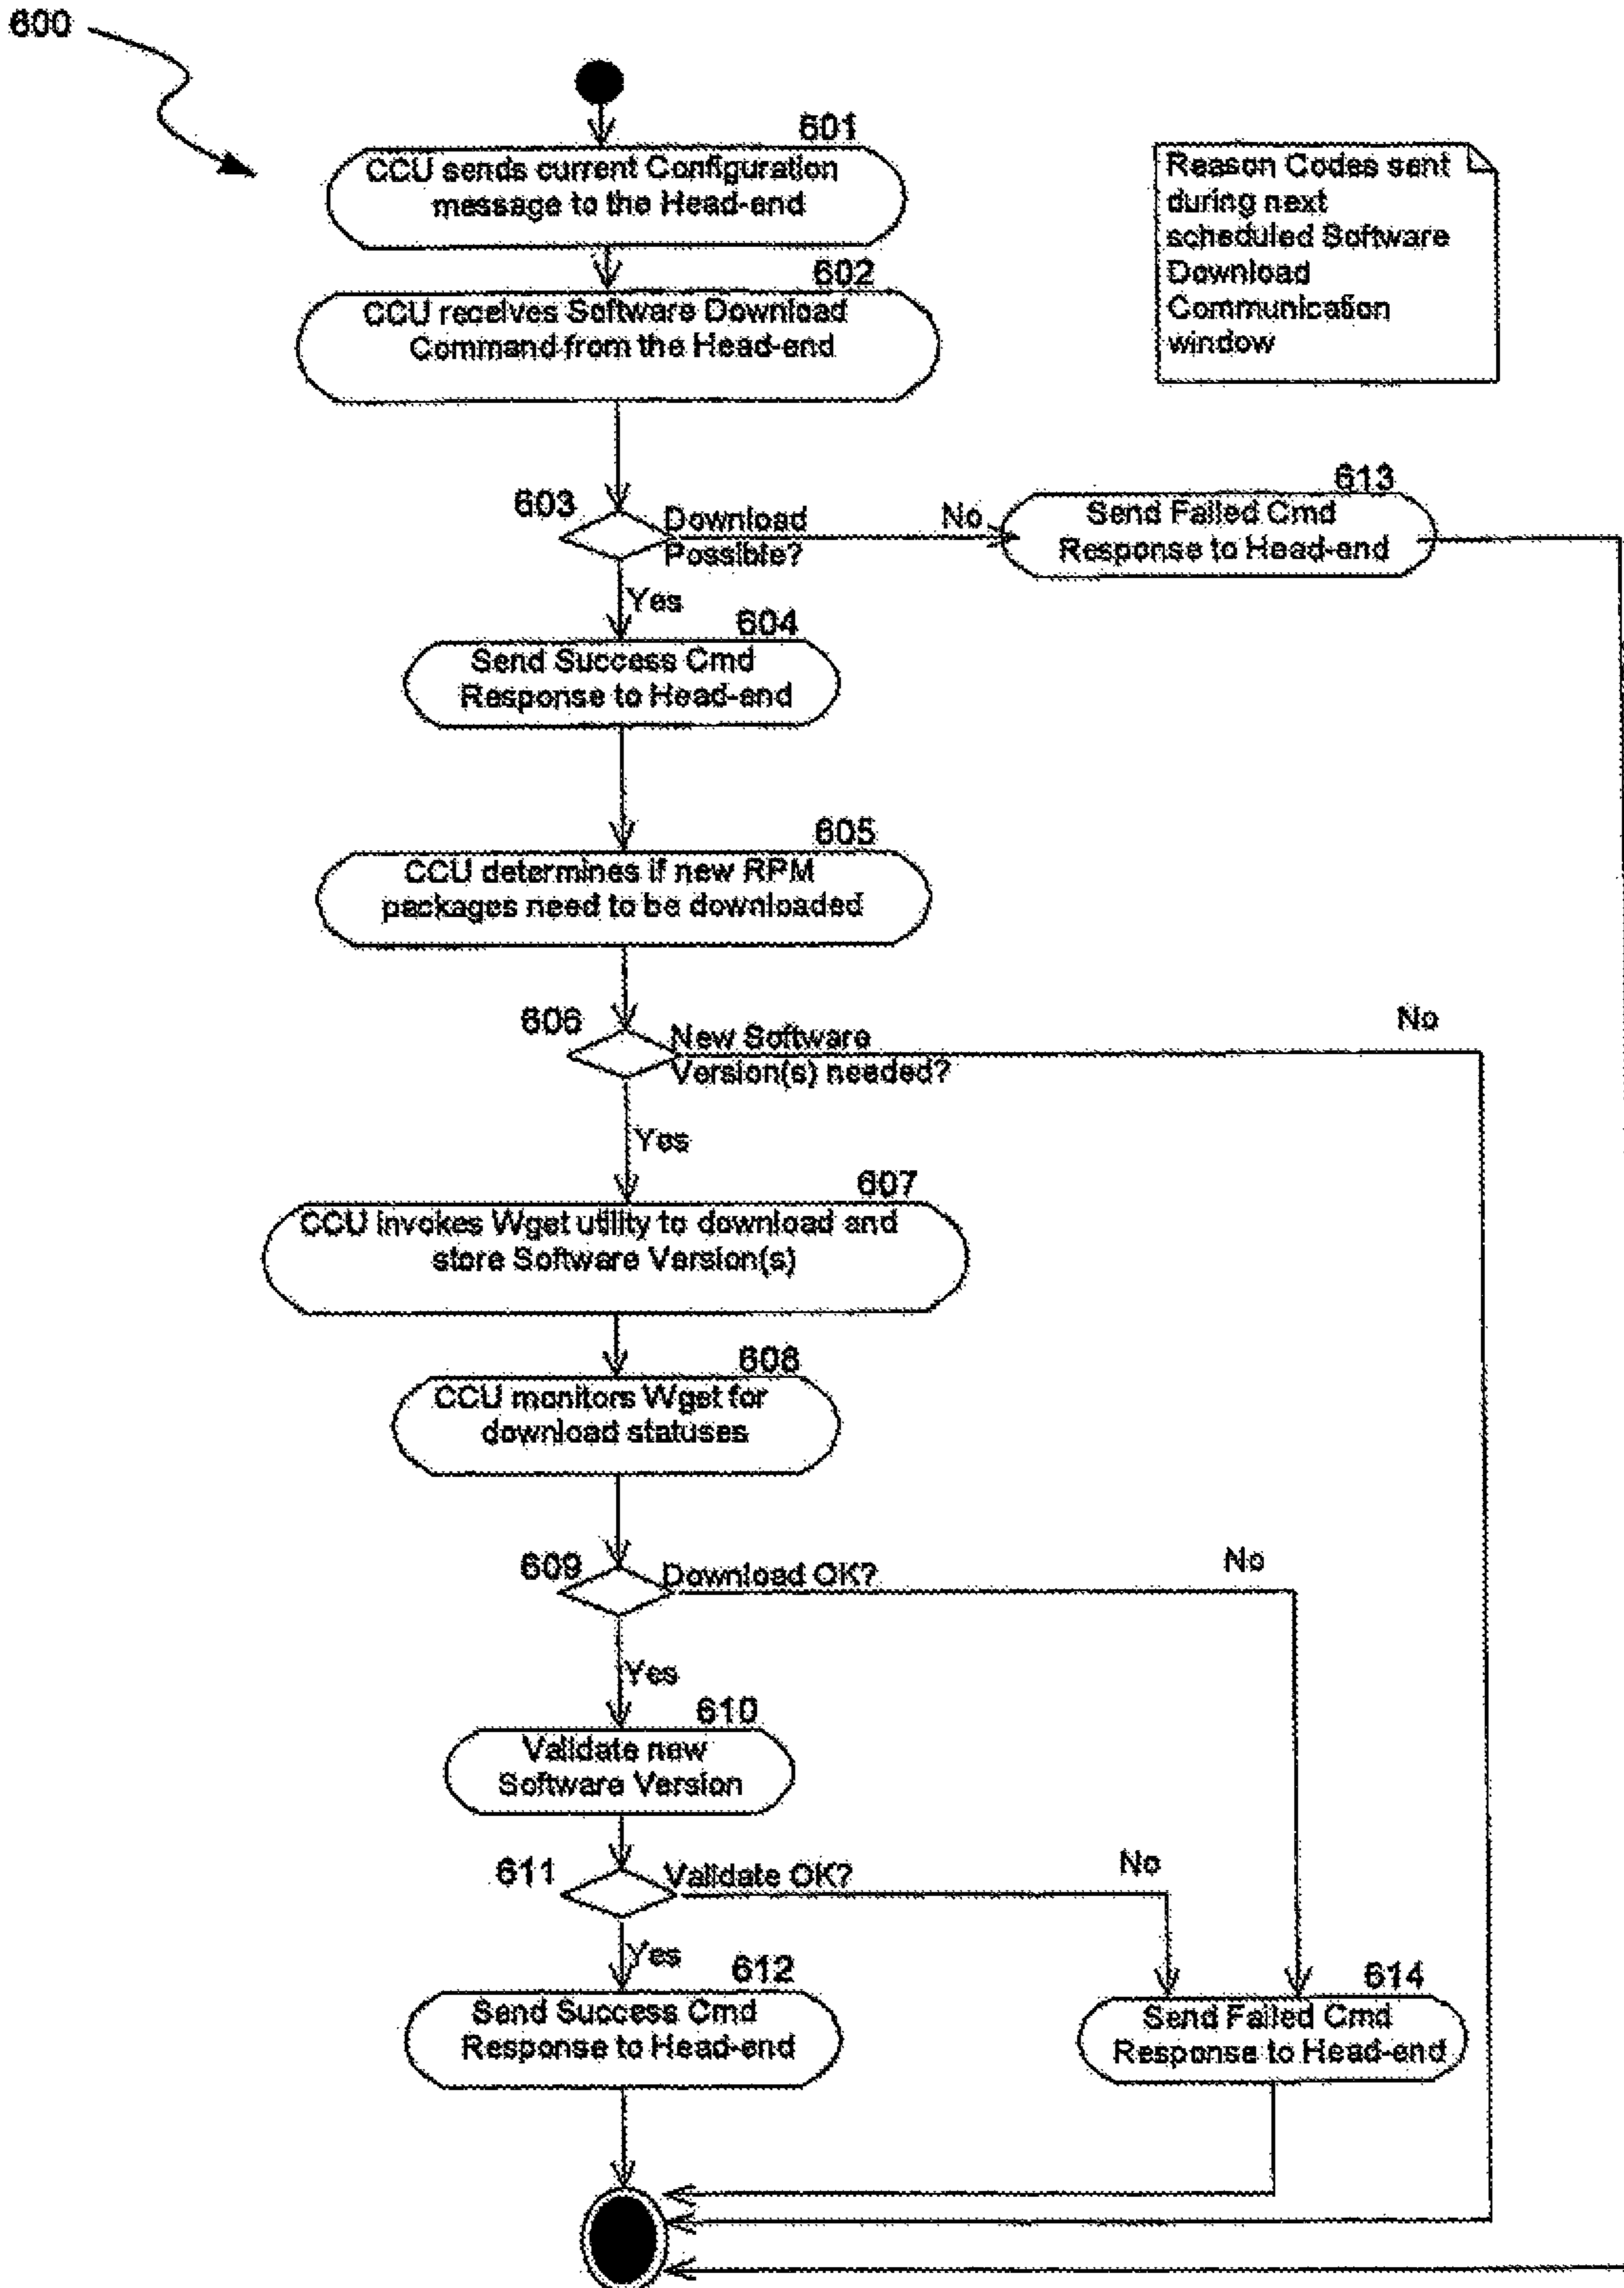 600
601
CCU sends current Configuration
message to the Head-end
Reason Codes sent
during next
scheduled Software
Download
Communication
window
602
CCU receives Software Download
Command from the Head-end
603
Download
Possible?
No
613
Send Failed Cmd
Response to Head-end
Yes
604
Send Success Cmd
Response to Head-end
605
CCU determines if new RPM
packages need to be downloaded
606
New Software
Version(s) needed?
No
Yes
607
CCU invokes Wget utility to download and
store Software Version(s)
608
CCU monitors Wget for
download statuses
609
Download OK?
No
Yes
610
Validate new
Software Version
611
Validate OK?
No
Yes
612
Send Success Cmd
Response to Head-end
614
Send Failed Cmd
Response to Head-end